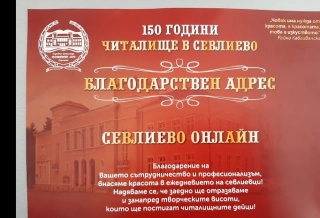 150 ГОДИНИ
ЧИТАЛИЩЕ В СЕВЛИЕВО
БЛАГОДАРСТВЕН АДРЕС
СЕВЛИЕВО ОНЛАЙН
Благодарение на
Вашето сътрудничество и професионализъм,
внасяме красота в ежедневието на севлиевци!
Надяваме се, че заедно ще отразяваме
и занапред творческите висоти,
които ще постигат читалищните дейци!